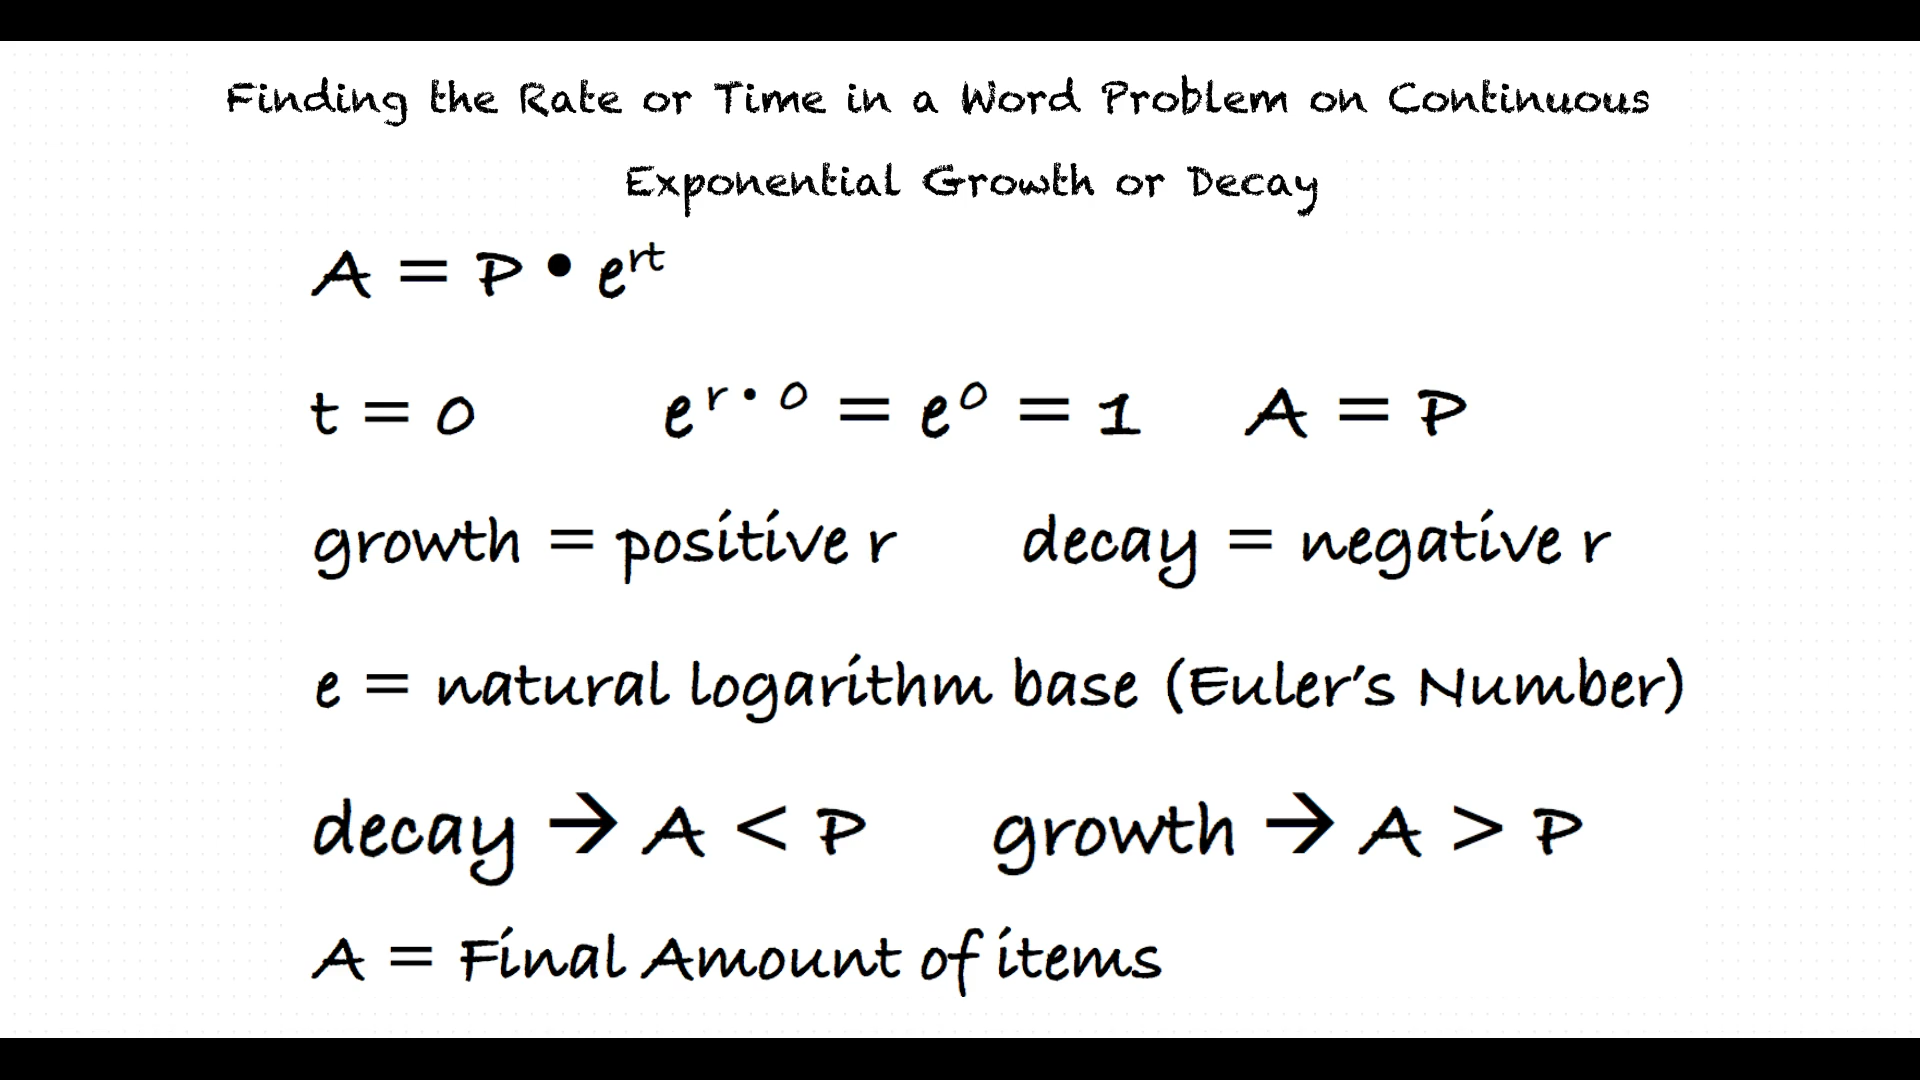 Finding the Rate or Time in a Word Problem on Continuous
Exponential Growth or Decay
A = P • e^rt
t = 0 e^r • 0 = e^0 = 1 A = P
growth = positive r decay = negative r
e = natural logarithm base (Euler's Number)
decay → A < P growth → A > P
A = Final Amount of items